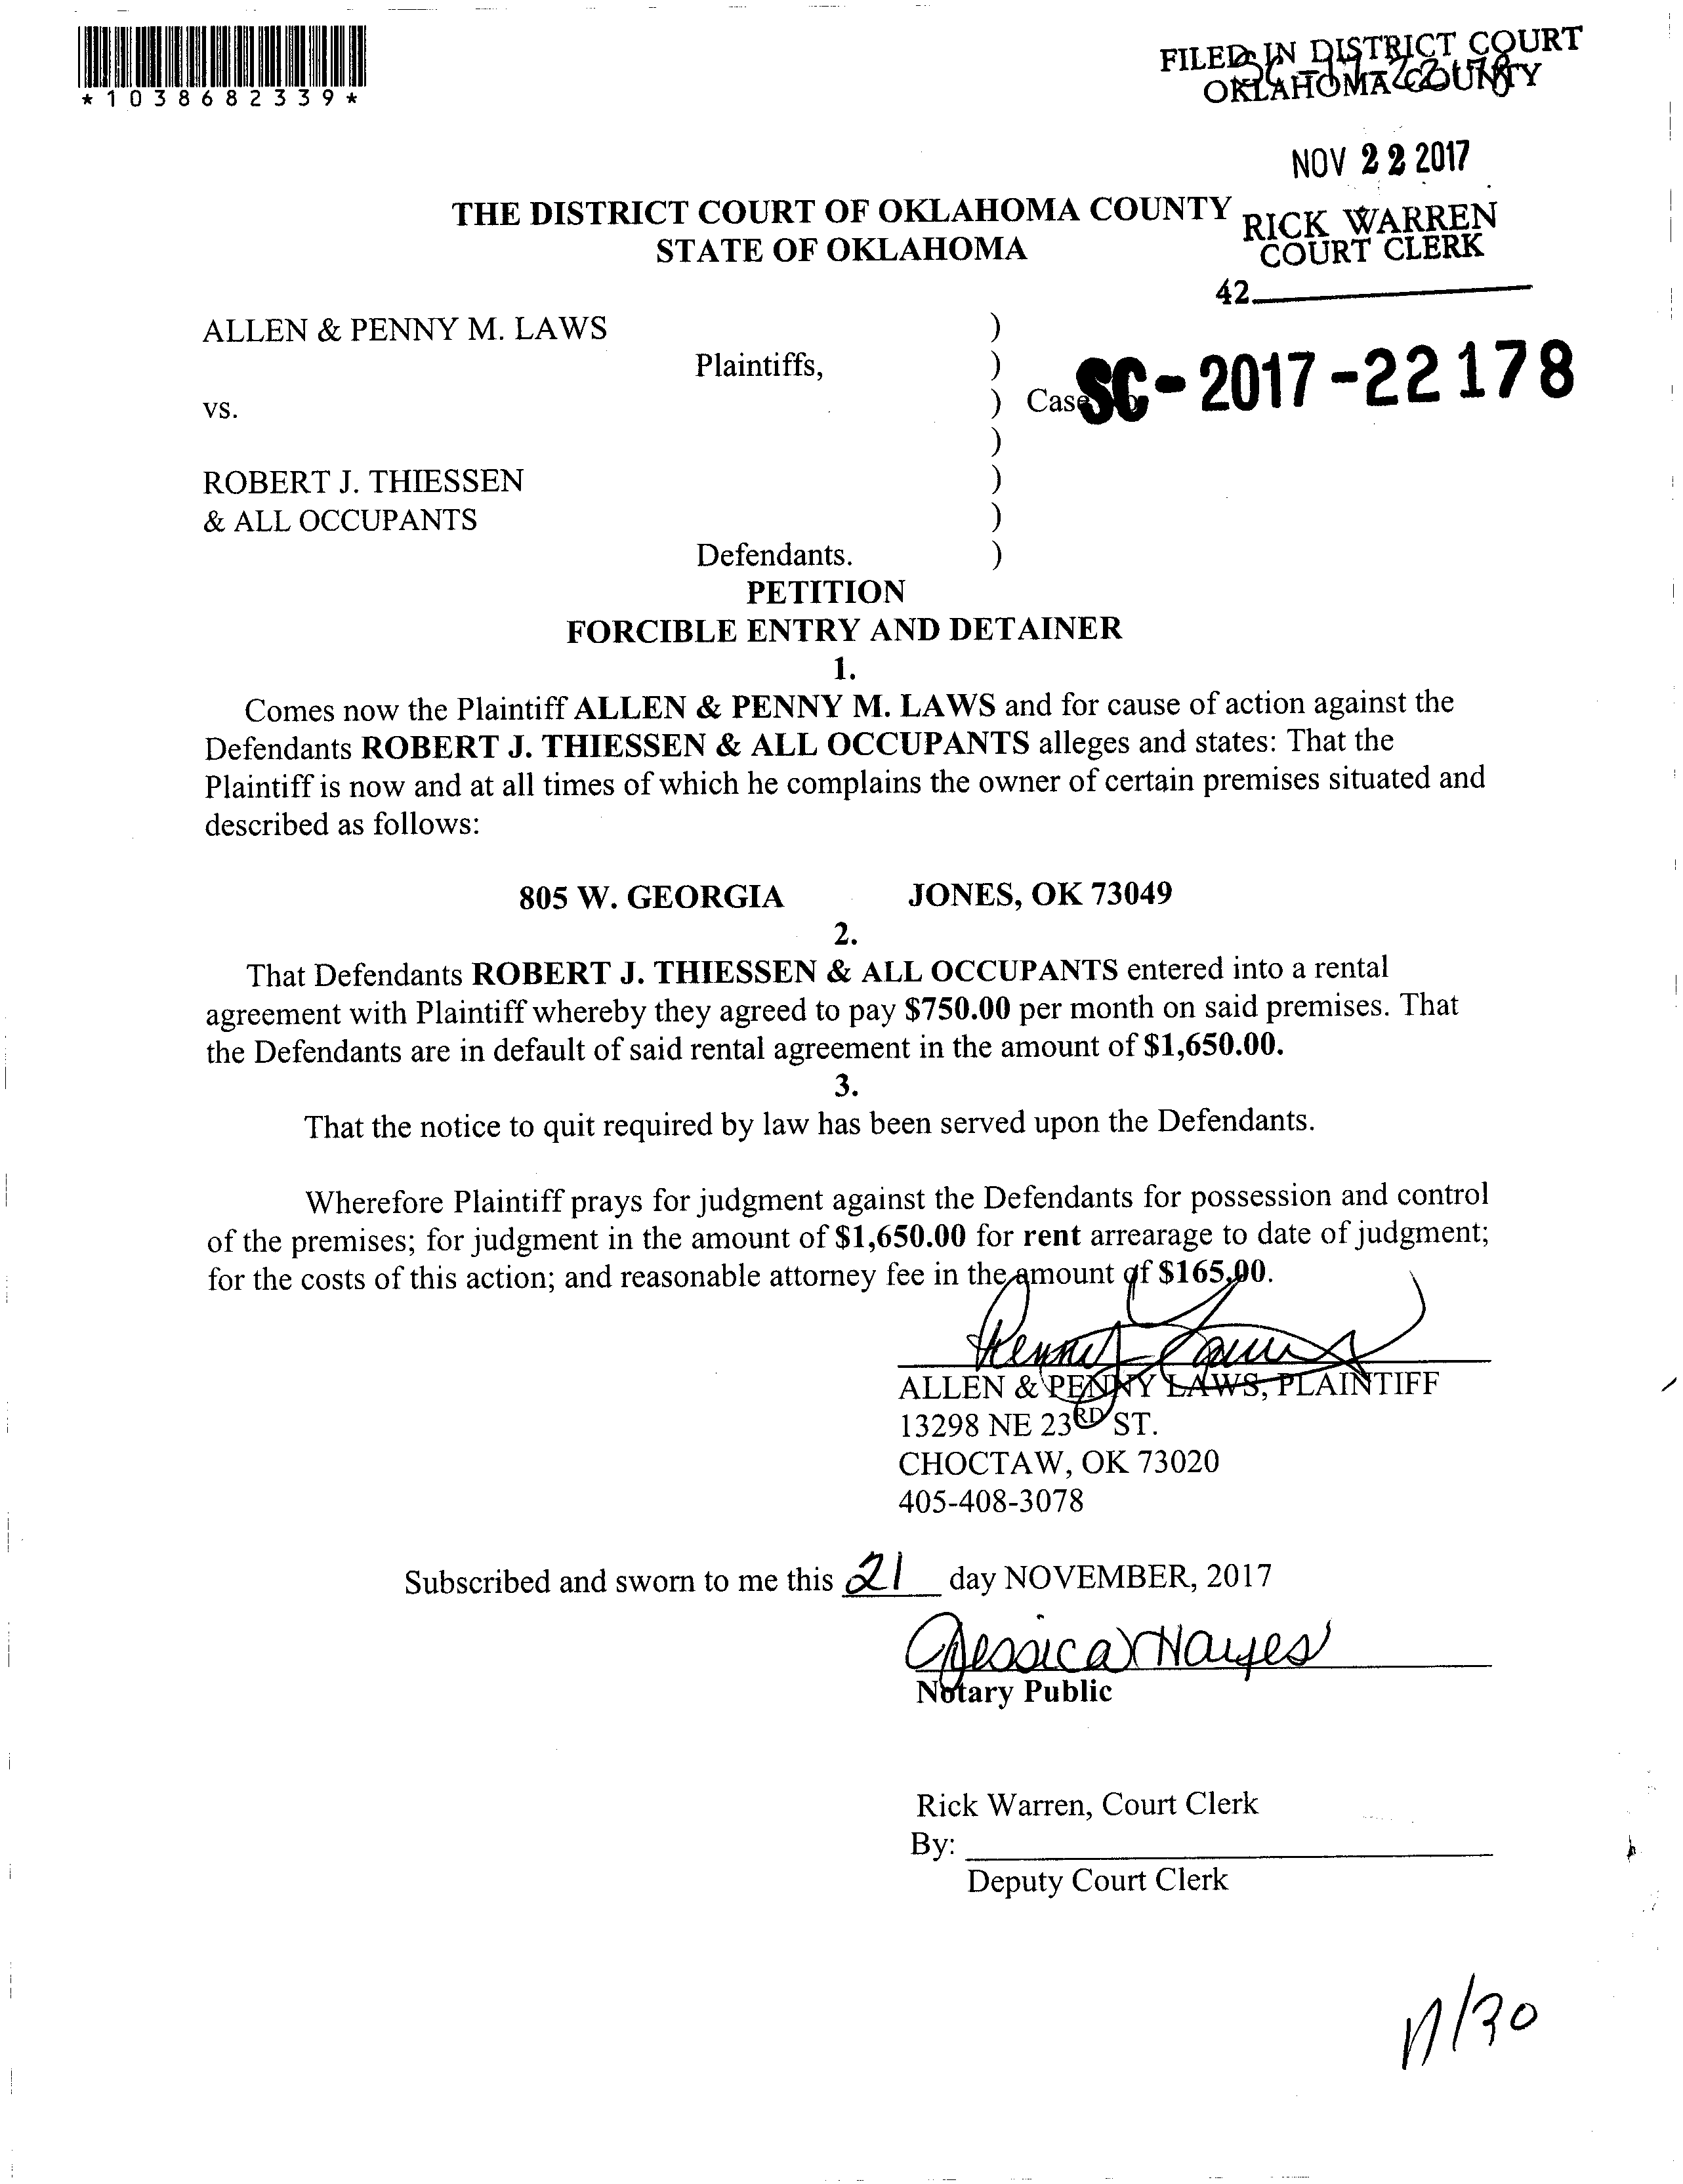 *1038682339*
FILED IN DISTRICT COURT
OKLAHOMA COUNTY
NOV 22 2017
RICK WARREN
COURT CLERK
42
THE DISTRICT COURT OF OKLAHOMA COUNTY
STATE OF OKLAHOMA
ALLEN & PENNY M. LAWS )
Plaintiffs, )
vs. ) Case SC-2017-22178
)
ROBERT J. THIESSEN )
& ALL OCCUPANTS )
Defendants. )
PETITION
FORCIBLE ENTRY AND DETAINER
1.
Comes now the Plaintiff ALLEN & PENNY M. LAWS and for cause of action against the
Defendants ROBERT J. THIESSEN & ALL OCCUPANTS alleges and states: That the
Plaintiff is now and at all times of which he complains the owner of certain premises situated and
described as follows:
805 W. GEORGIA JONES, OK 73049
2.
That Defendants ROBERT J. THIESSEN & ALL OCCUPANTS entered into a rental
agreement with Plaintiff whereby they agreed to pay $750.00 per month on said premises. That
the Defendants are in default of said rental agreement in the amount of $1,650.00.
3.
That the notice to quit required by law has been served upon the Defendants.
Wherefore Plaintiff prays for judgment against the Defendants for possession and control
of the premises; for judgment in the amount of $1,650.00 for rent arrearage to date of judgment;
for the costs of this action; and reasonable attorney fee in the amount of $165.00.
Penny Laws
ALLEN & PENNY LAWS, PLAINTIFF
13298 NE 23RD ST.
CHOCTAW, OK 73020
405-408-3078
Subscribed and sworn to me this 21 day NOVEMBER, 2017
Jessica Hayes
Notary Public
Rick Warren, Court Clerk
By:
Deputy Court Clerk